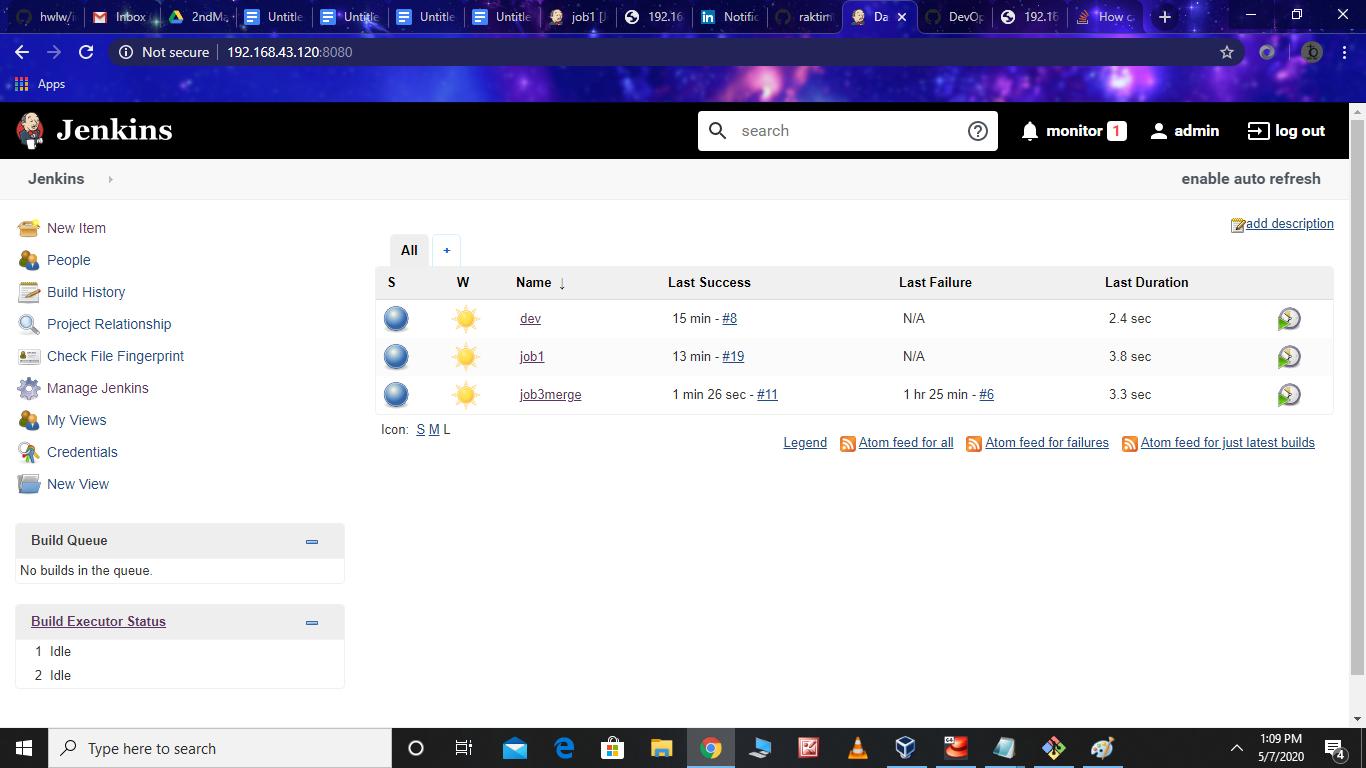 hwlw/i Inbox ( 2ndMa Untitle Untitle Untitle Untitle job1 [J 192.16 Notific raktim Da DevOp 192.16 How c
Not secure 192.168.43.120:8080
Apps
Jenkins search monitor 1 admin log out
Jenkins enable auto refresh
New Item
People
Build History
Project Relationship
Check File Fingerprint
Manage Jenkins
My Views
Credentials
New View
Build Queue
No builds in the queue.
Build Executor Status
1 Idle
2 Idle
add description
All +
S W Name ↓ Last Success Last Failure Last Duration
dev 15 min - #8 N/A 2.4 sec
job1 13 min - #19 N/A 3.8 sec
job3merge 1 min 26 sec - #11 1 hr 25 min - #6 3.3 sec
Icon: S M L
Legend Atom feed for all Atom feed for failures Atom feed for just latest builds
Type here to search
1:09 PM
5/7/2020
4